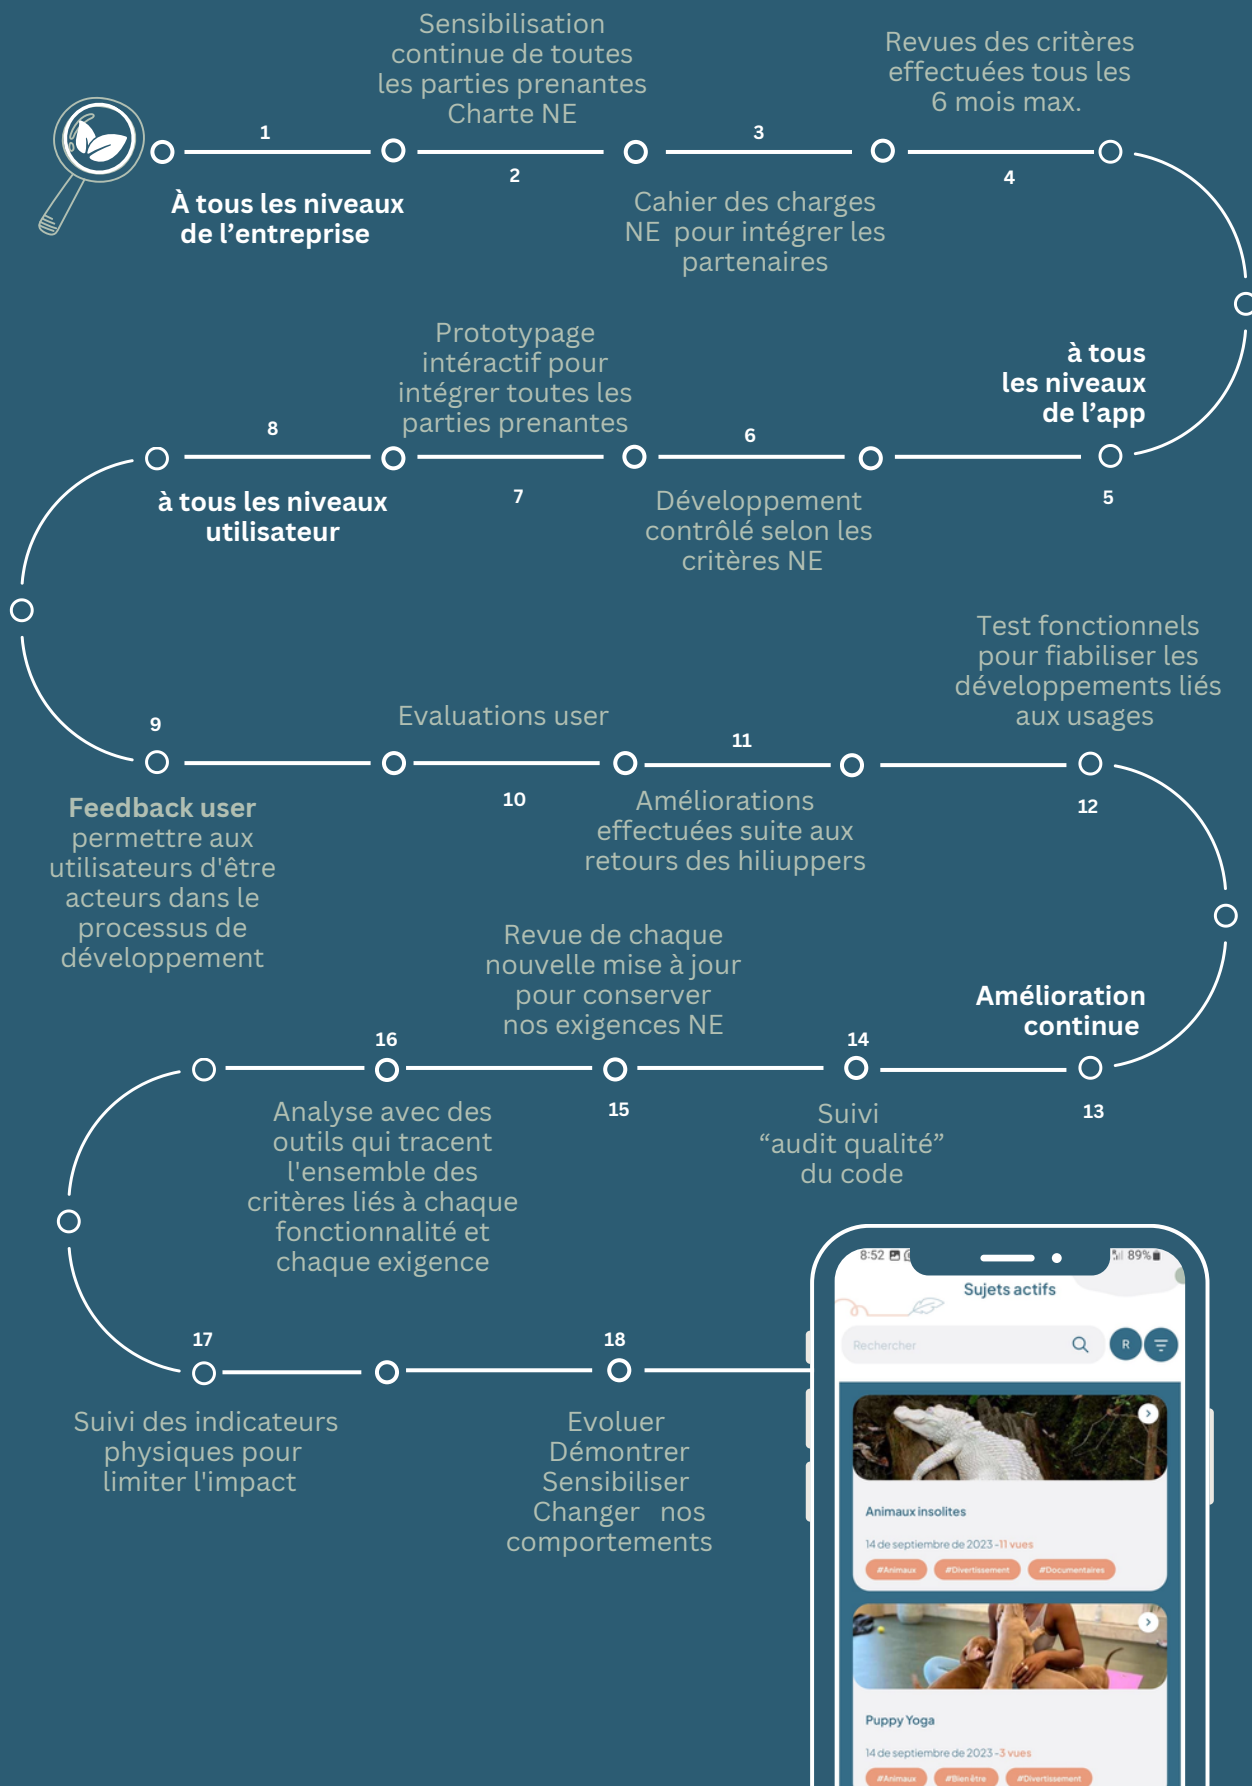 1
À tous les niveaux
de l’entreprise
Sensibilisation
continue de toutes
les parties prenantes
Charte NE
2
3
Cahier des charges
NE pour intégrer les
partenaires
Revues des critères
effectuées tous les
6 mois max.
4
à tous
les niveaux
de l’app
5
6
Développement
contrôlé selon les
critères NE
Prototypage
intéractif pour
intégrer toutes les
parties prenantes
7
8
à tous les niveaux
utilisateur
9
Feedback user
permettre aux
utilisateurs d'être
acteurs dans le
processus de
développement
Evaluations user
10
11
Améliorations
effectuées suite aux
retours des hiliuppers
Test fonctionnels
pour fiabiliser les
développements liés
aux usages
12
Amélioration
continue
13
14
Suivi
“audit qualité”
du code
Revue de chaque
nouvelle mise à jour
pour conserver
nos exigences NE
15
16
Analyse avec des
outils qui tracent
l'ensemble des
critères liés à chaque
fonctionnalité et
chaque exigence
17
Suivi des indicateurs
physiques pour
limiter l'impact
18
Evoluer
Démontrer
Sensibiliser
Changer nos
comportements
8:52 89%
Sujets actifs
Rechercher
R
Animaux insolites
14 de septiembre de 2023 -11 vues
#Animaux #Divertissement #Documentaires
Puppy Yoga
14 de septiembre de 2023 -3 vues
#Animaux #Bien être #Divertissement